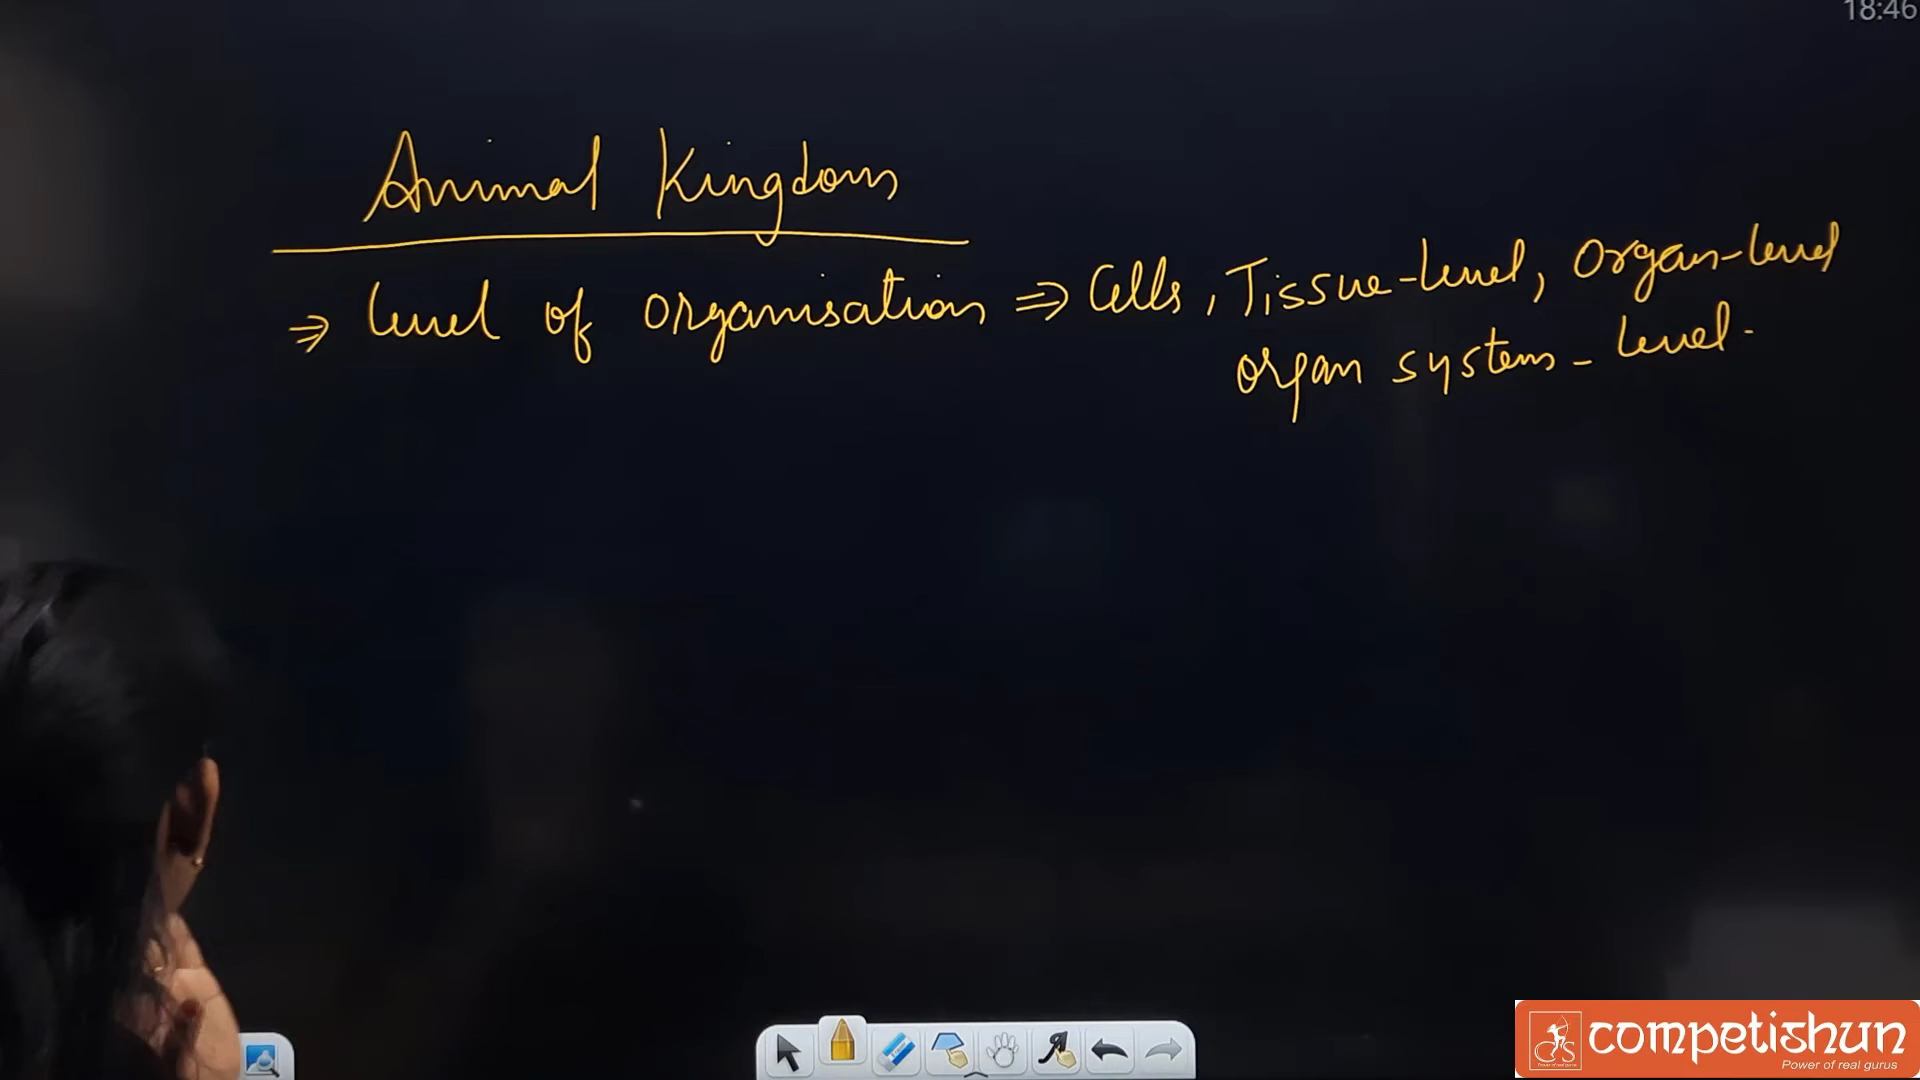 18:46
Animal Kingdom
⇒ level of organisation ⇒ Cells, Tissue-level, Organ-level
organ system - level.
competishun
Power of real gurus